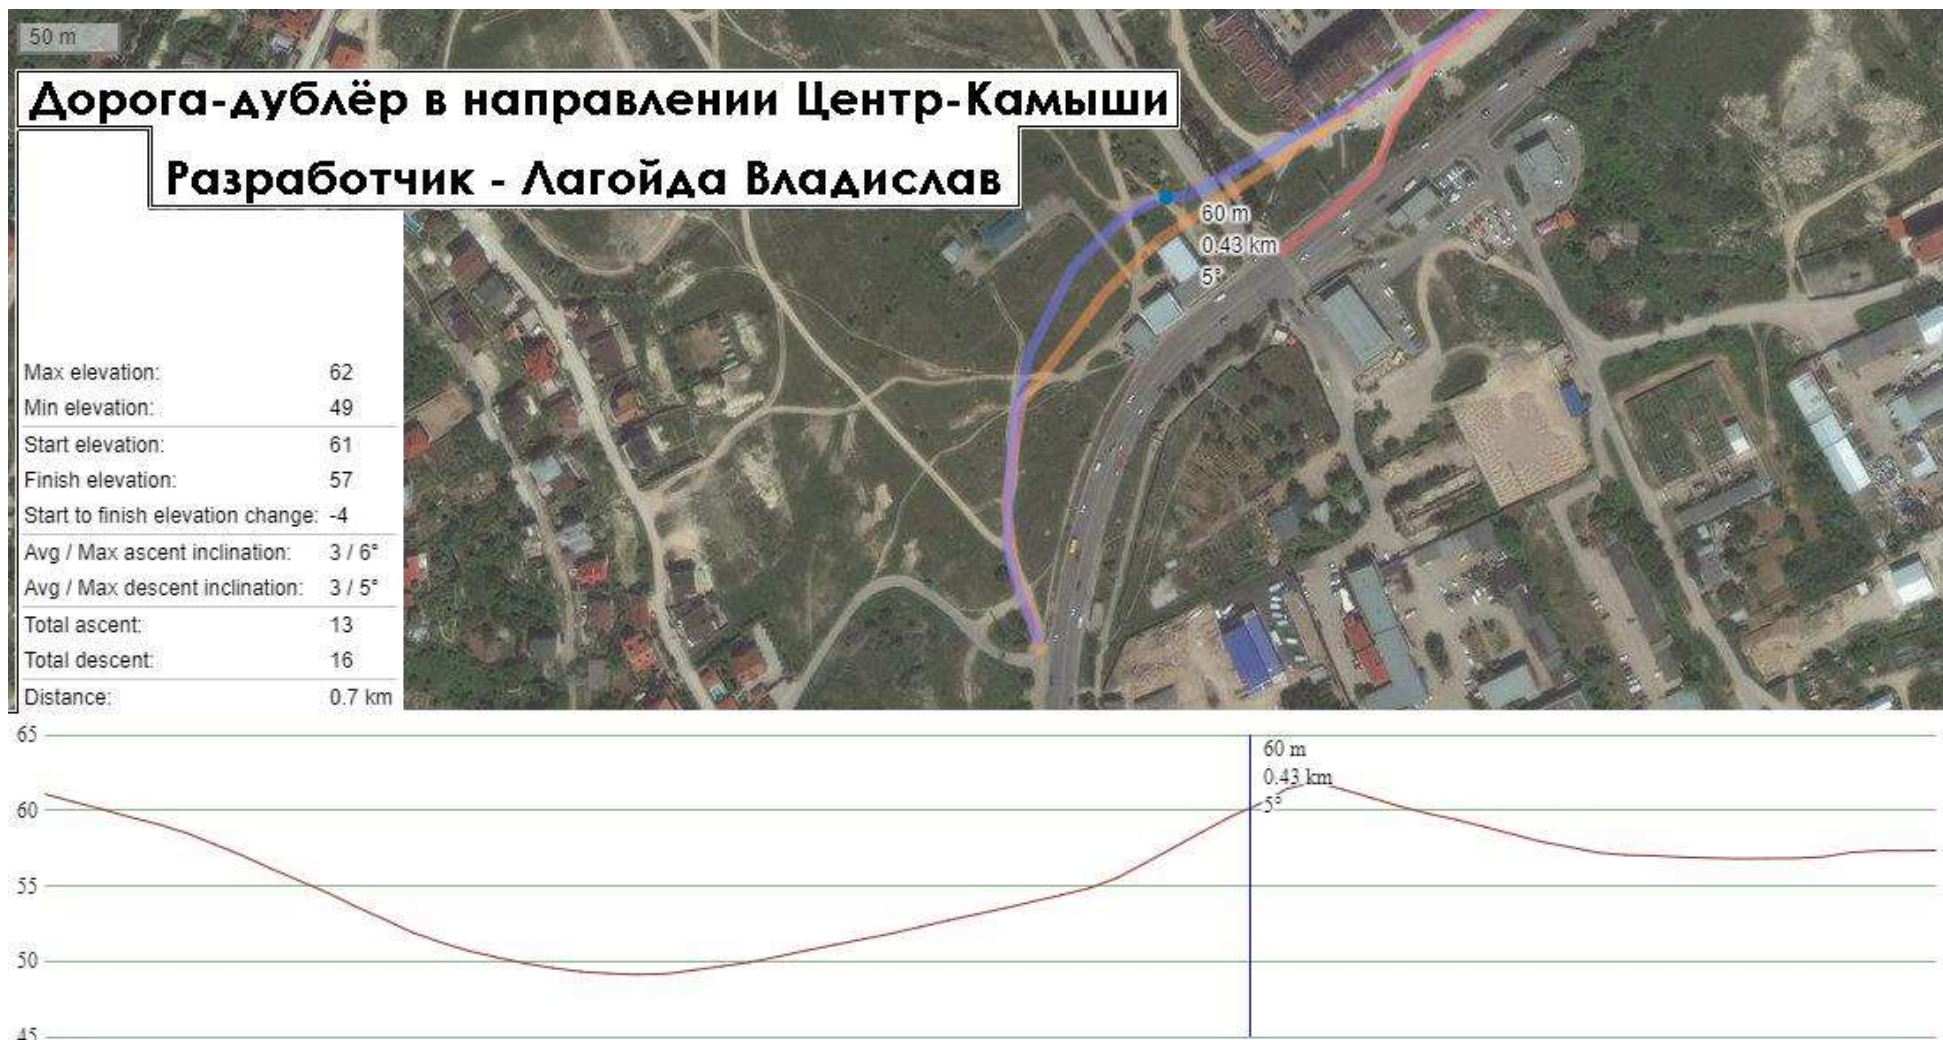 50 m
Дорога-дублёр в направлении Центр-Камыши
Разработчик - Лагойда Владислав
60 m
0.43 km
5°
Max elevation: 62
Min elevation: 49
Start elevation: 61
Finish elevation: 57
Start to finish elevation change: -4
Avg / Max ascent inclination: 3 / 6°
Avg / Max descent inclination: 3 / 5°
Total ascent: 13
Total descent: 16
Distance: 0.7 km
65
60 m
0.43 km
5°
60
55
50
45